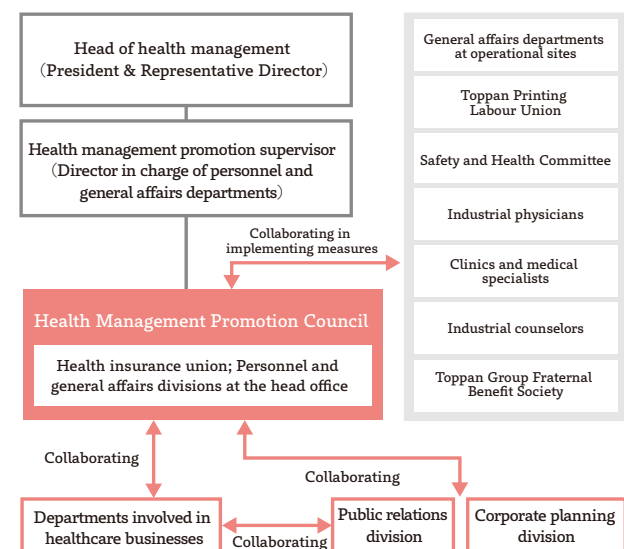 Head of health management
(President & Representative Director)
Health management promotion supervisor
(Director in charge of personnel and
general affairs departments)
Collaborating in
implementing measures
Health Management Promotion Council
Health insurance union; Personnel and
general affairs divisions at the head office
General affairs departments
at operational sites
Toppan Printing
Labour Union
Safety and Health Committee
Industrial physicians
Clinics and medical
specialists
Industrial counselors
Toppan Group Fraternal
Benefit Society
Collaborating
Collaborating
Departments involved in
healthcare businesses
Collaborating
Public relations
division
Corporate planning
division